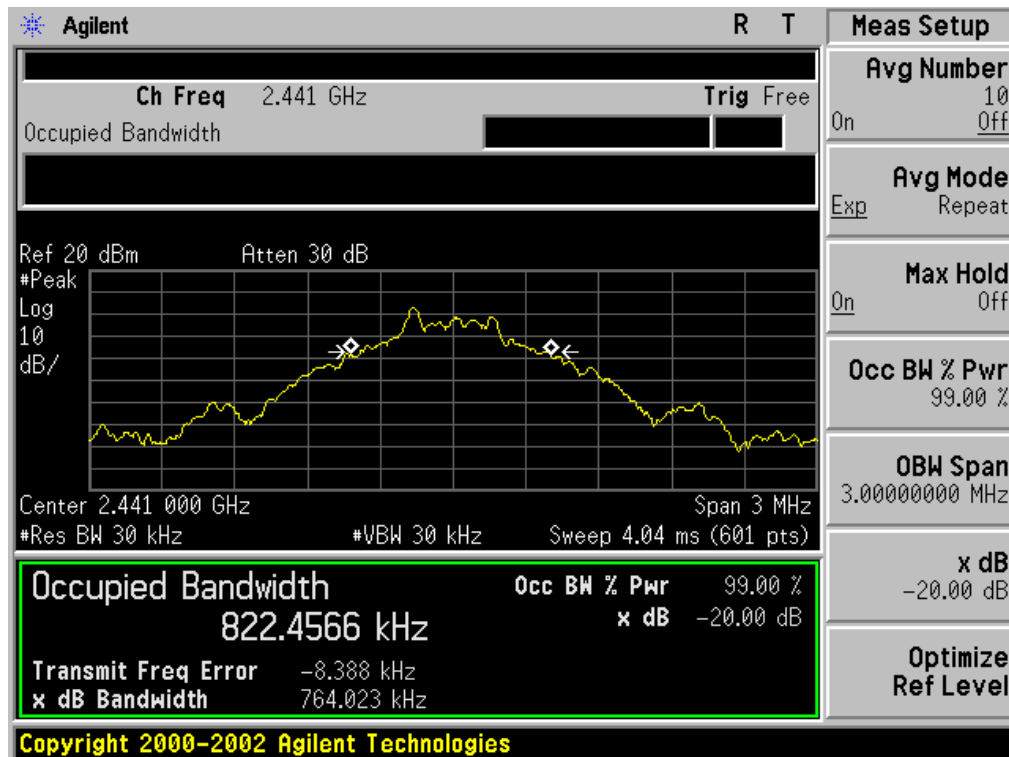 Agilent R T
Meas Setup
Ch Freq 2.441 GHz Trig Free
Occupied Bandwidth
Ref 20 dBm Atten 30 dB
#Peak
Log
10
dB/
Center 2.441 000 GHz Span 3 MHz
#Res BW 30 kHz #VBW 30 kHz Sweep 4.04 ms (601 pts)
Occupied Bandwidth Occ BW % Pwr 99.00 %
822.4566 kHz x dB -20.00 dB
Transmit Freq Error -8.388 kHz
x dB Bandwidth 764.023 kHz
Copyright 2000-2002 Agilent Technologies
Avg Number
10
On Off
Avg Mode
Exp Repeat
Max Hold
On Off
Occ BW % Pwr
99.00 %
OBW Span
3.00000000 MHz
x dB
-20.00 dB
Optimize
Ref Level